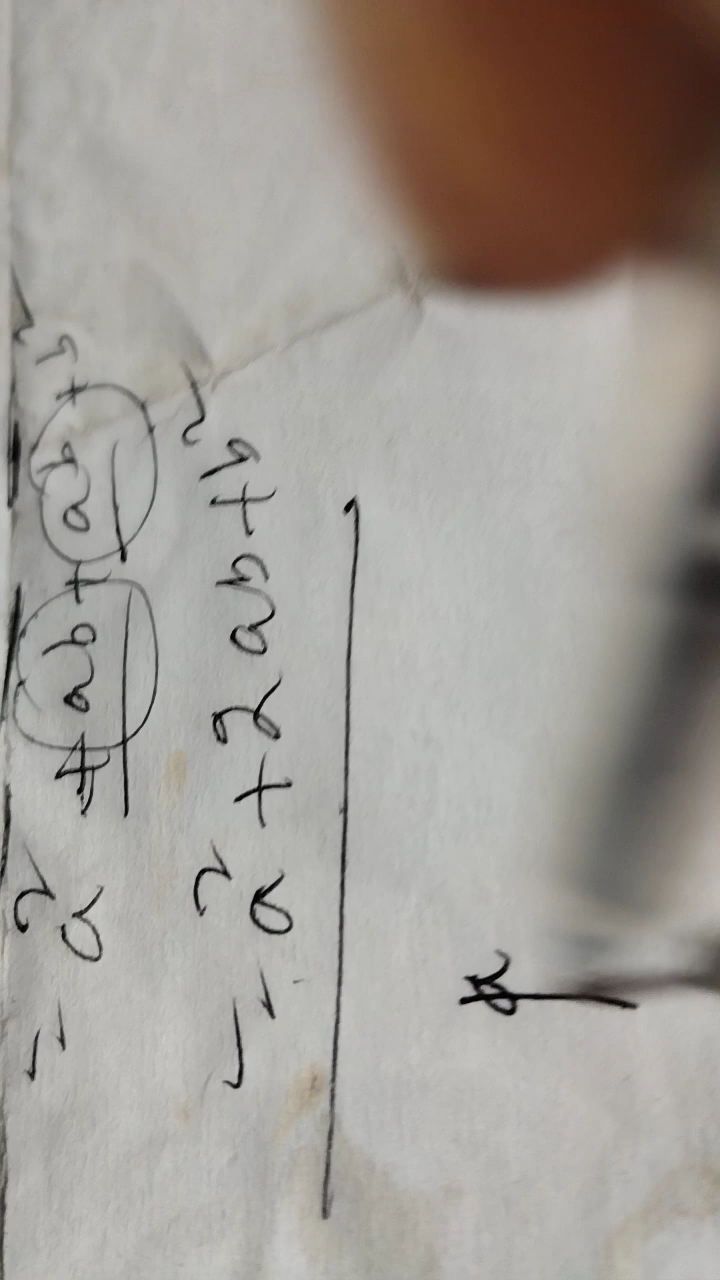 = a² + ab + ab + b²
= a² + 2ab + b²